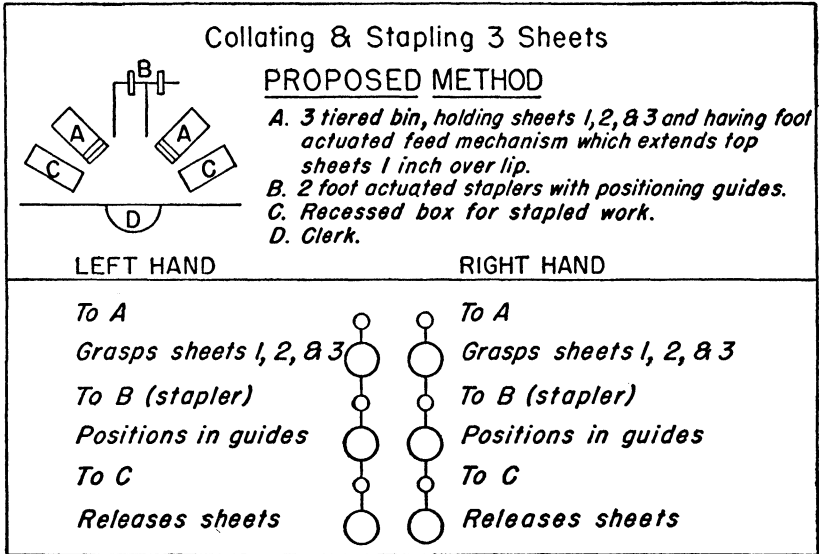 Collating & Stapling 3 Sheets
B
A
A
C
C
D
PROPOSED METHOD
A. 3 tiered bin, holding sheets 1, 2, & 3 and having foot
actuated feed mechanism which extends top
sheets 1 inch over lip.
B. 2 foot actuated staplers with positioning guides.
C. Recessed box for stapled work.
D. Clerk.
LEFT HAND
RIGHT HAND
To A
To A
Grasps sheets 1, 2, & 3
Grasps sheets 1, 2, & 3
To B (stapler)
To B (stapler)
Positions in guides
Positions in guides
To C
To C
Releases sheets
Releases sheets